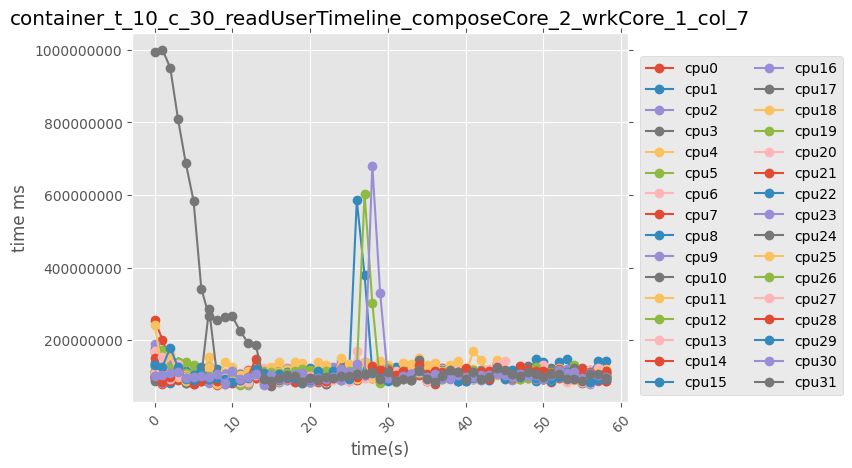 container_t_10_c_30_readUserTimeline_composeCore_2_wrkCore_1_col_7
time ms
1000000000
800000000
600000000
400000000
200000000
0
10
20
30
40
50
60
time(s)
cpu0
cpu1
cpu2
cpu3
cpu4
cpu5
cpu6
cpu7
cpu8
cpu9
cpu10
cpu11
cpu12
cpu13
cpu14
cpu15
cpu16
cpu17
cpu18
cpu19
cpu20
cpu21
cpu22
cpu23
cpu24
cpu25
cpu26
cpu27
cpu28
cpu29
cpu30
cpu31